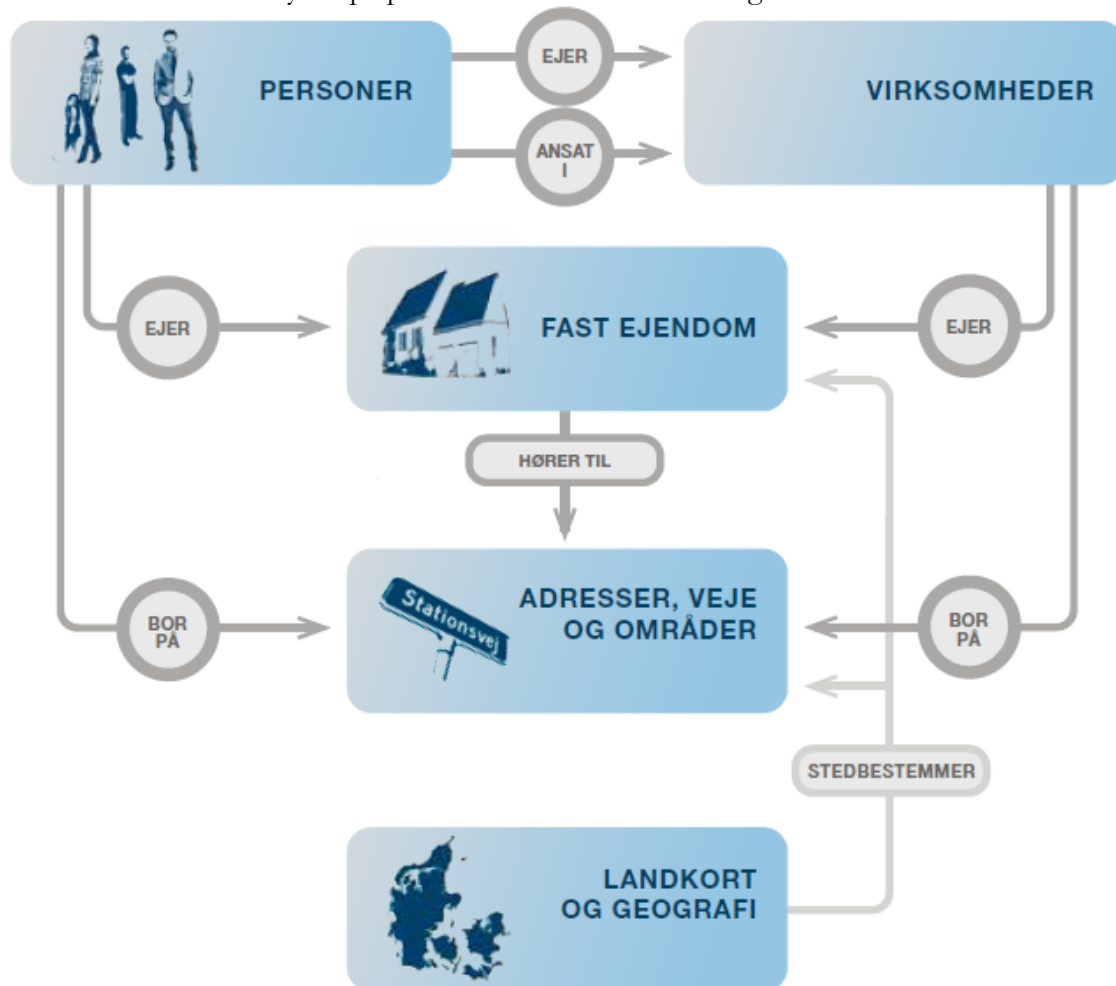 EJER
PERSONER
VIRKSOMHEDER
ANSAT
I
EJER
FAST EJENDOM
EJER
HØRER TIL
Stationsvej
ADRESSER, VEJE
OG OMRÅDER
BOR
PÅ
BOR
PÅ
STEDBESTEMMER
LANDKORT
OG GEOGRAFI